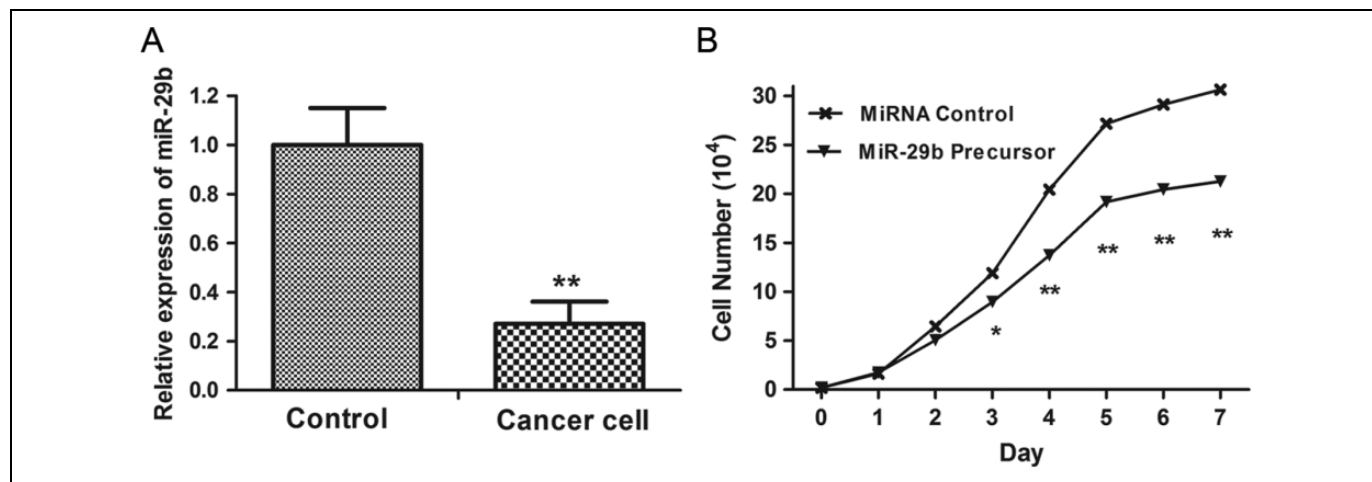 A
Relative expression of miR-29b
1.2
1.0
0.8
0.6
0.4
0.2
0.0
**
Control
Cancer cell
B
Cell Number (10⁴)
30
25
20
15
10
5
0
MiRNA Control
MiR-29b Precursor
*
**
**
**
**
0 1 2 3 4 5 6 7
Day